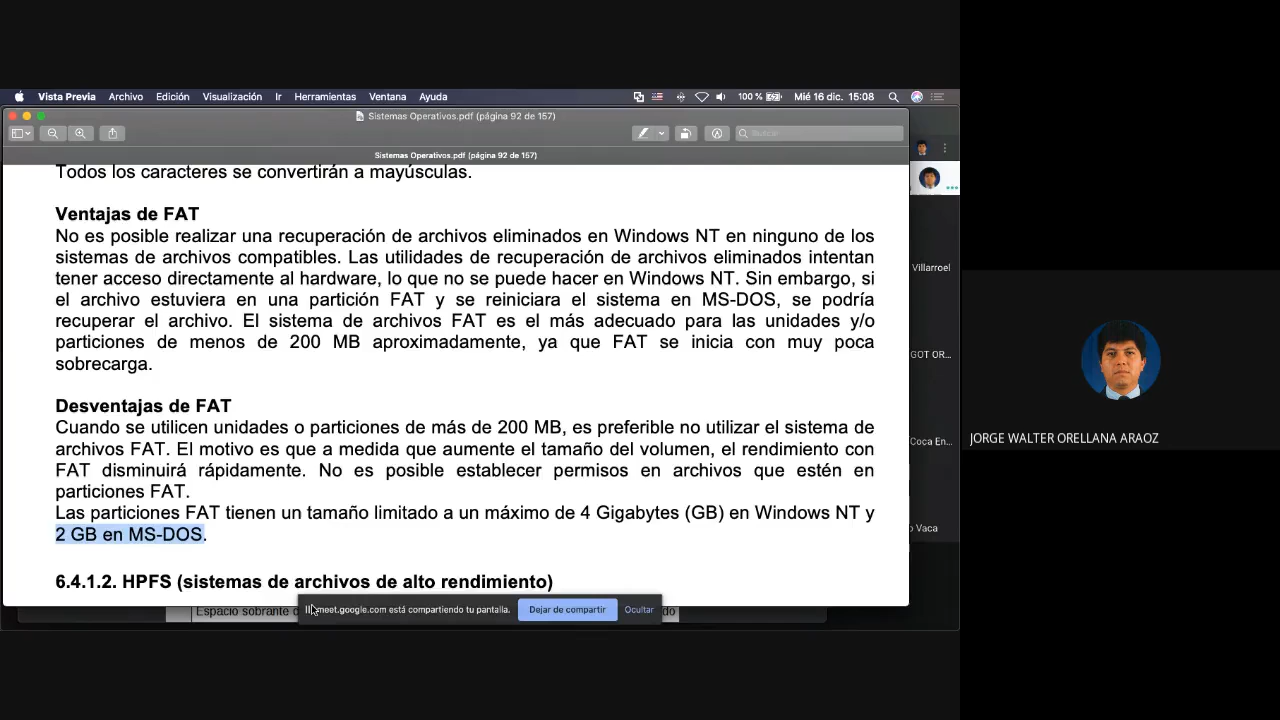 Vista Previa Archivo Edición Visualización Ir Herramientas Ventana Ayuda 100 % Mié 16 dic. 15:08
Sistemas Operativos.pdf (página 92 de 157)
Buscar
Sistemas Operativos.pdf (página 92 de 157)
Todos los caracteres se convertirán a mayúsculas.
Ventajas de FAT
No es posible realizar una recuperación de archivos eliminados en Windows NT en ninguno de los
sistemas de archivos compatibles. Las utilidades de recuperación de archivos eliminados intentan
tener acceso directamente al hardware, lo que no se puede hacer en Windows NT. Sin embargo, si
el archivo estuviera en una partición FAT y se reiniciara el sistema en MS-DOS, se podría
recuperar el archivo. El sistema de archivos FAT es el más adecuado para las unidades y/o
particiones de menos de 200 MB aproximadamente, ya que FAT se inicia con muy poca
sobrecarga.
Desventajas de FAT
Cuando se utilicen unidades o particiones de más de 200 MB, es preferible no utilizar el sistema de
archivos FAT. El motivo es que a medida que aumente el tamaño del volumen, el rendimiento con
FAT disminuirá rápidamente. No es posible establecer permisos en archivos que estén en
particiones FAT.
Las particiones FAT tienen un tamaño limitado a un máximo de 4 Gigabytes (GB) en Windows NT y
2 GB en MS-DOS.
6.4.1.2. HPFS (sistemas de archivos de alto rendimiento)
meet.google.com está compartiendo tu pantalla. Dejar de compartir Ocultar
Espacio sobrante
Villarroel
GOT OR...
Coca En...
Vaca
JORGE WALTER ORELLANA ARAOZ